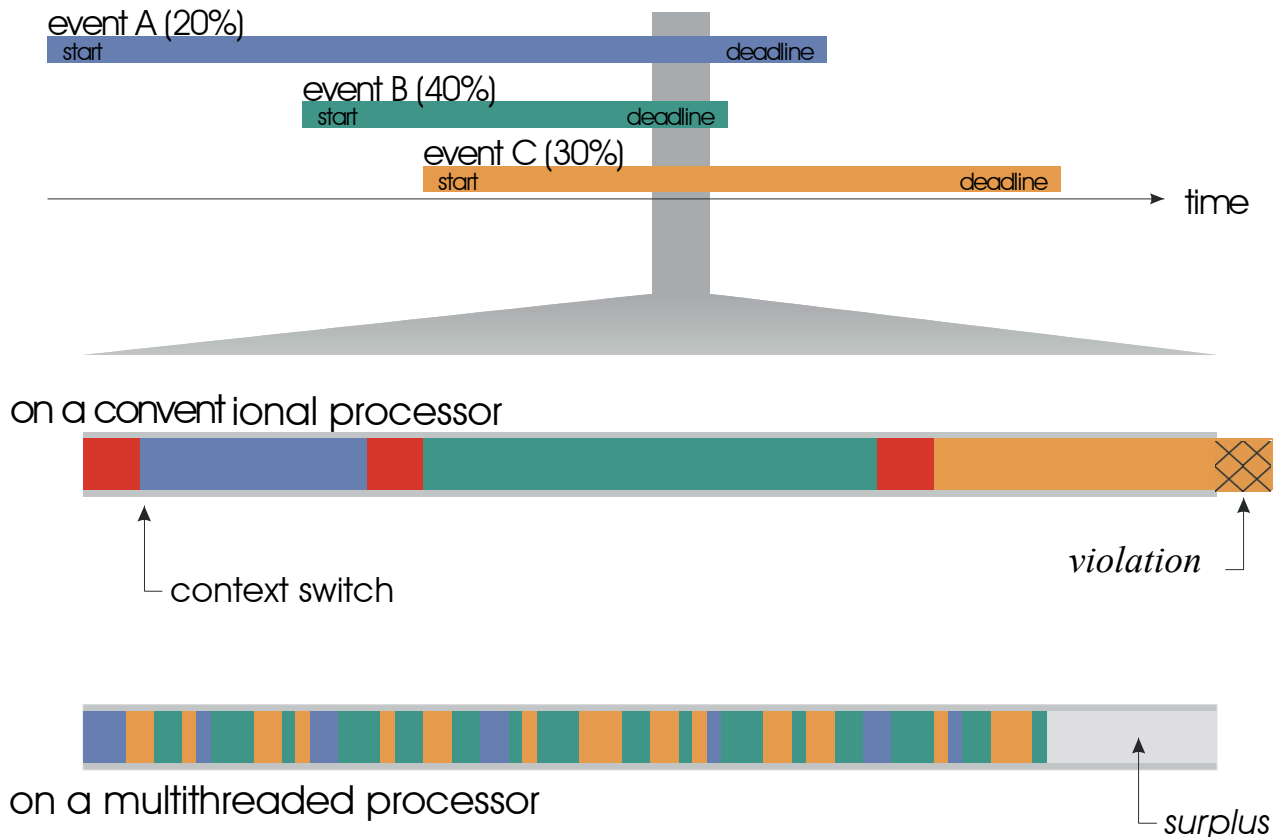 event A (20%)
start deadline
event B (40%)
start deadline
event C (30%)
start deadline
time
on a conventional processor
violation
context switch
on a multithreaded processor
surplus